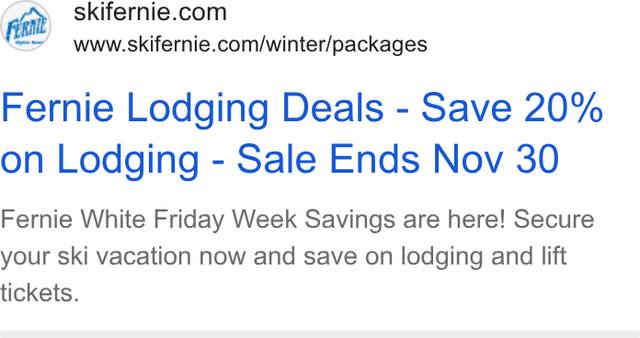 FERNIE
skifernie.com
www.skifernie.com/winter/packages
Fernie Lodging Deals - Save 20%
on Lodging - Sale Ends Nov 30
Fernie White Friday Week Savings are here! Secure
your ski vacation now and save on lodging and lift
tickets.